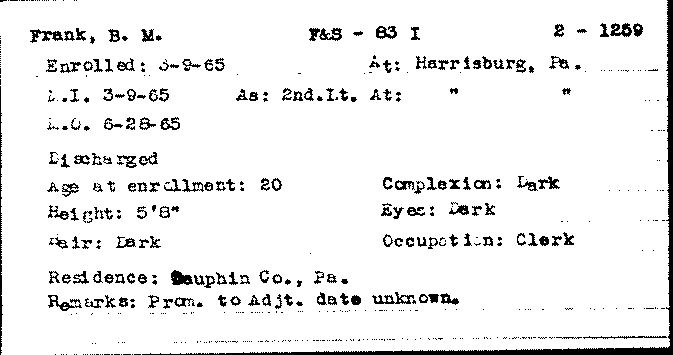 Frank, B. M. F&S - 83 I 2 - 1259
Enrolled: 3-9-65 At: Harrisburg, Pa.
M.I. 3-9-65 As: 2nd.Lt. At: " "
M.O. 6-28-65
Discharged
Age at enrollment: 20 Complexion: Dark
Height: 5'8" Eyes: Dark
Hair: Dark Occupation: Clerk
Residence: Dauphin Co., Pa.
Remarks: Prom. to Adjt. date unknown.